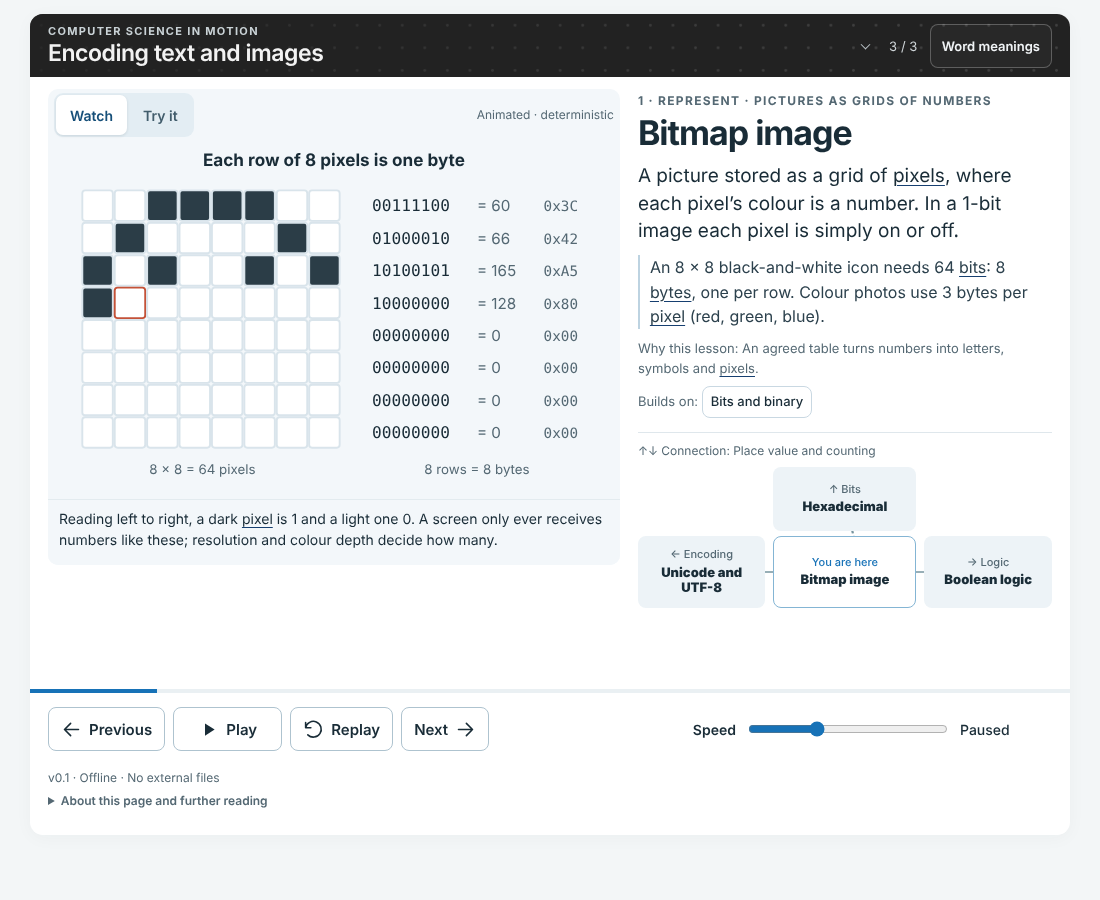 COMPUTER SCIENCE IN MOTION
Encoding text and images
3 / 3
Word meanings
Watch
Try it
Animated · deterministic
Each row of 8 pixels is one byte
00111100 = 60 0x3C
01000010 = 66 0x42
10100101 = 165 0xA5
10000000 = 128 0x80
00000000 = 0 0x00
00000000 = 0 0x00
00000000 = 0 0x00
00000000 = 0 0x00
8 × 8 = 64 pixels
8 rows = 8 bytes
Reading left to right, a dark pixel is 1 and a light one 0. A screen only ever receives
numbers like these; resolution and colour depth decide how many.
1 · REPRESENT · PICTURES AS GRIDS OF NUMBERS
Bitmap image
A picture stored as a grid of pixels, where
each pixel’s colour is a number. In a 1-bit
image each pixel is simply on or off.
An 8 × 8 black-and-white icon needs 64 bits: 8
bytes, one per row. Colour photos use 3 bytes per
pixel (red, green, blue).
Why this lesson: An agreed table turns numbers into letters,
symbols and pixels.
Builds on: Bits and binary
↑↓ Connection: Place value and counting
↑ Bits
Hexadecimal
← Encoding
Unicode and
UTF-8
You are here
Bitmap image
→ Logic
Boolean logic
Previous
Play
Replay
Next
Speed
Paused
v0.1 · Offline · No external files
About this page and further reading